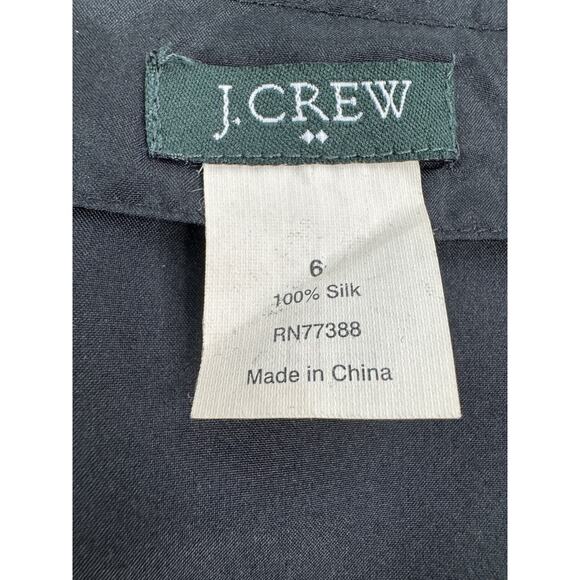 J.CREW
6
100% Silk
RN77388
Made in China